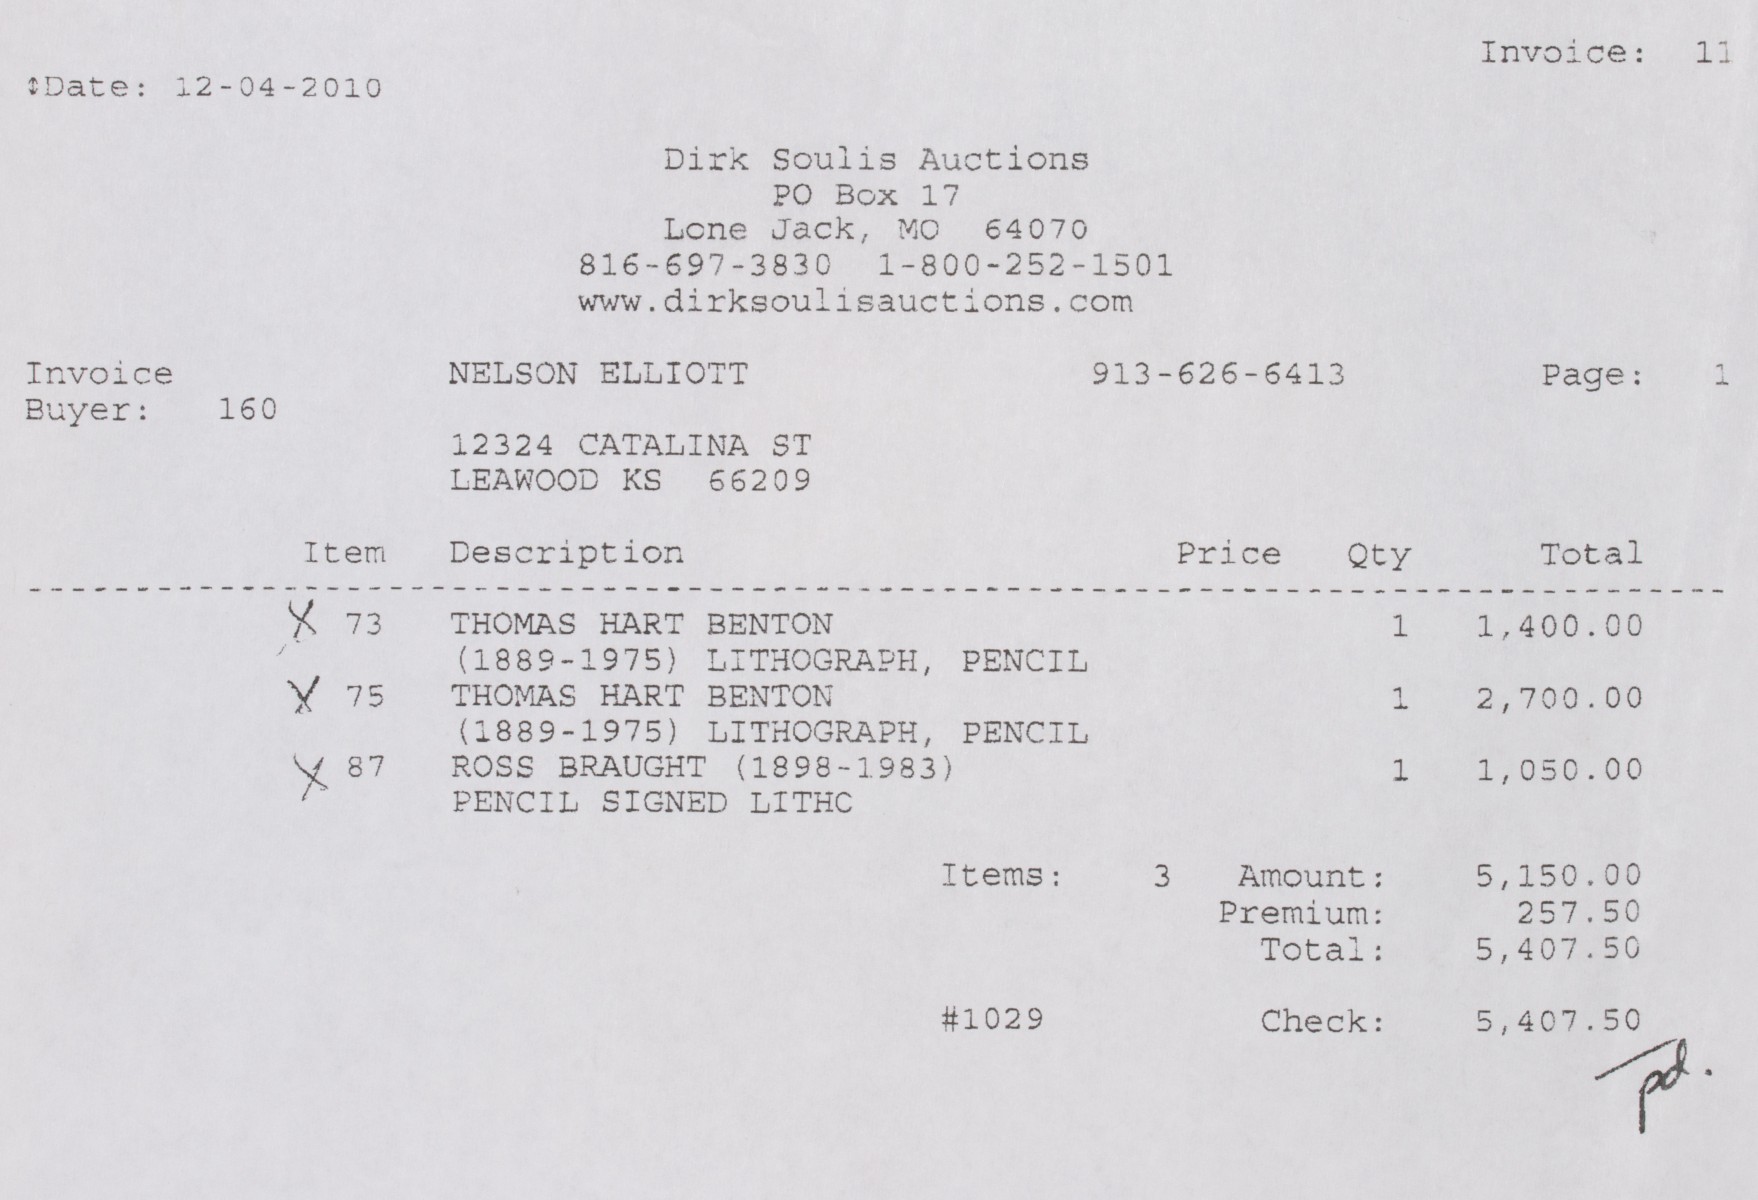 Invoice: 11
↕Date: 12-04-2010
Dirk Soulis Auctions
PO Box 17
Lone Jack, MO 64070
816-697-3830 1-800-252-1501
www.dirksoulisauctions.com
Invoice NELSON ELLIOTT 913-626-6413 Page: 1
Buyer: 160
12324 CATALINA ST
LEAWOOD KS 66209
Item Description Price Qty Total
X 73 THOMAS HART BENTON 1 1,400.00
(1889-1975) LITHOGRAPH, PENCIL
X 75 THOMAS HART BENTON 1 2,700.00
(1889-1975) LITHOGRAPH, PENCIL
X 87 ROSS BRAUGHT (1898-1983) 1 1,050.00
PENCIL SIGNED LITHO
Items: 3 Amount: 5,150.00
Premium: 257.50
Total: 5,407.50
#1029 Check: 5,407.50
pd.